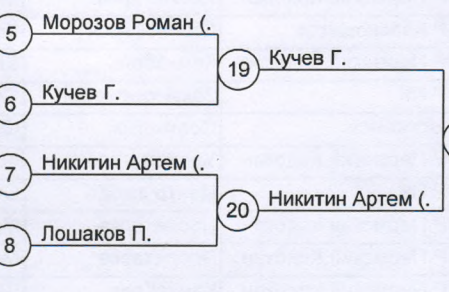 5 Морозов Роман (.
19 Кучев Г.
6 Кучев Г.
7 Никитин Артем (.
20 Никитин Артем (.
8 Лошаков П.